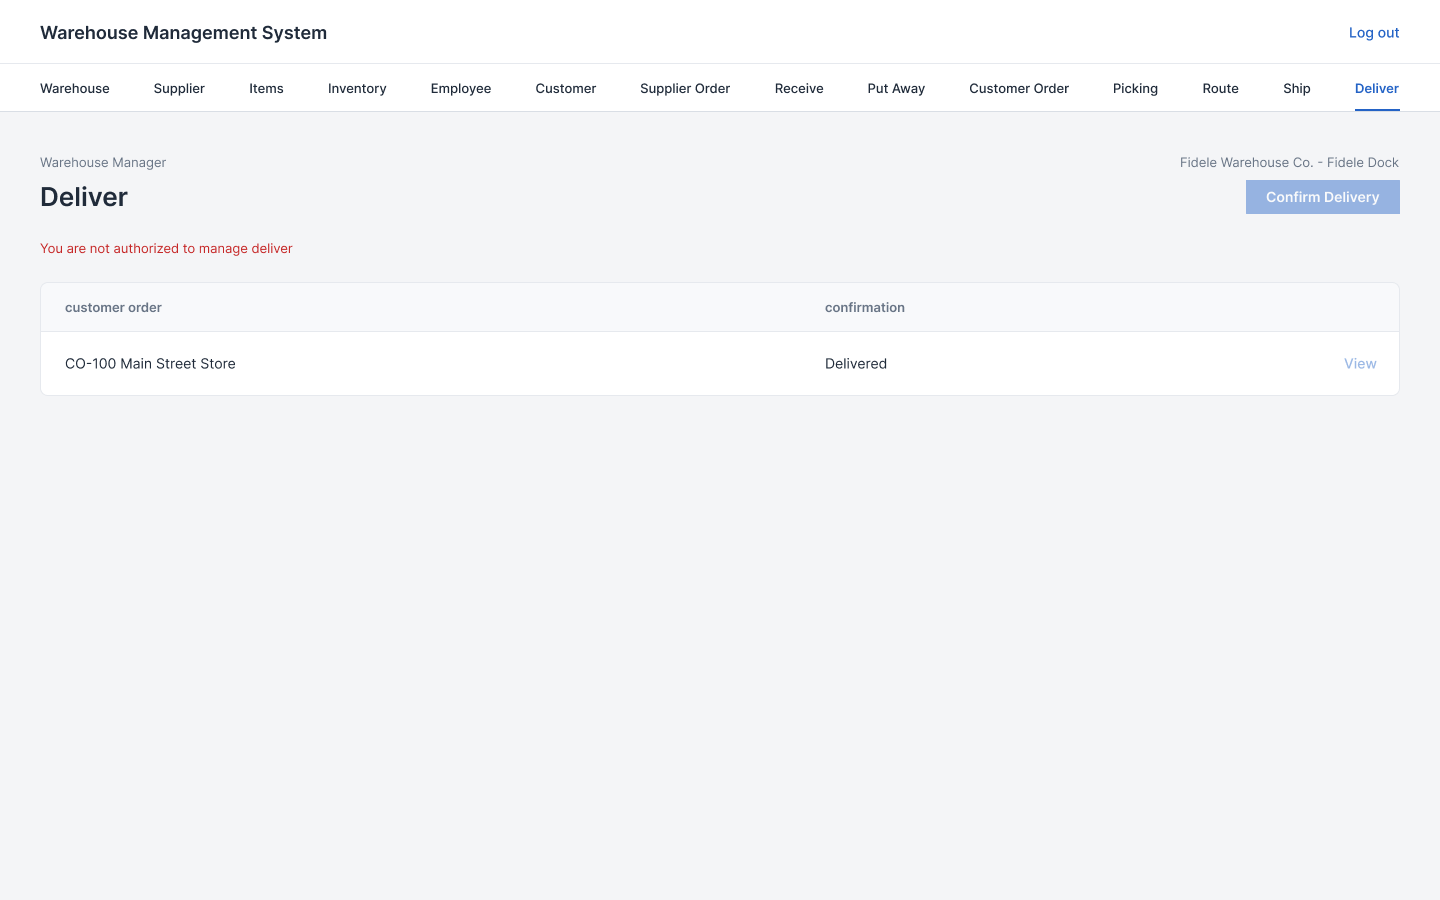 Warehouse Management System
Log out
Warehouse Supplier Items Inventory Employee Customer Supplier Order Receive Put Away Customer Order Picking Route Ship Deliver
Warehouse Manager
Fidele Warehouse Co. - Fidele Dock
Deliver
Confirm Delivery
You are not authorized to manage deliver
customer order confirmation
CO-100 Main Street Store Delivered View